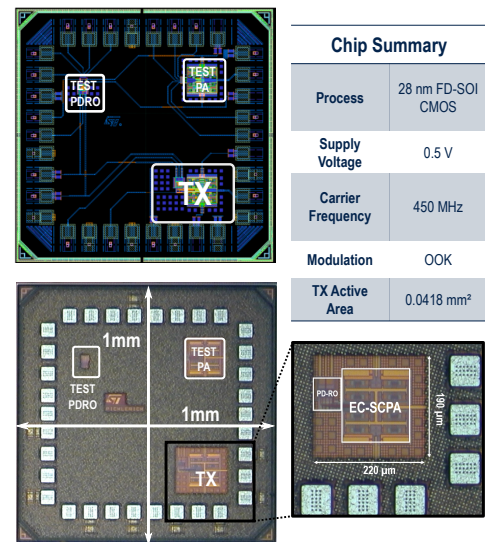 TEST
PDRO
TEST
PA
TX
Chip Summary
Process
28 nm FD-SOI
CMOS
Supply
Voltage
0.5 V
Carrier
Frequency
450 MHz
Modulation
OOK
TX Active
Area
0.0418 mm²
1mm
TEST
PA
TEST
PDRO
1mm
TX
PD-RO
EC-SCPA
190 µm
220 µm